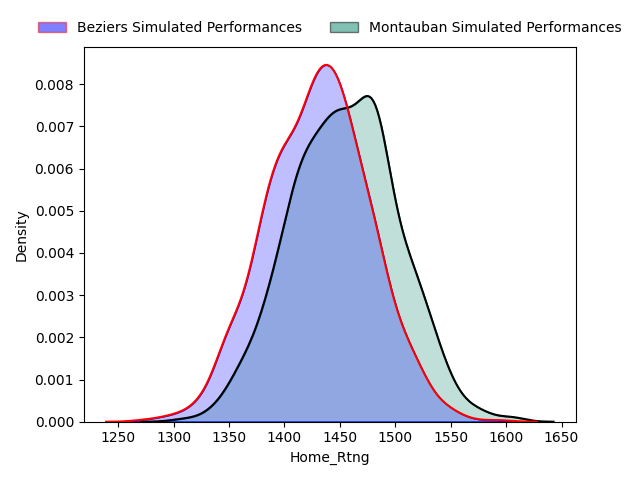 Beziers Simulated Performances
Montauban Simulated Performances
0.008
0.007
0.006
0.005
0.004
0.003
0.002
0.001
0.000
Density
1250 1300 1350 1400 1450 1500 1550 1600 1650
Home_Rtng